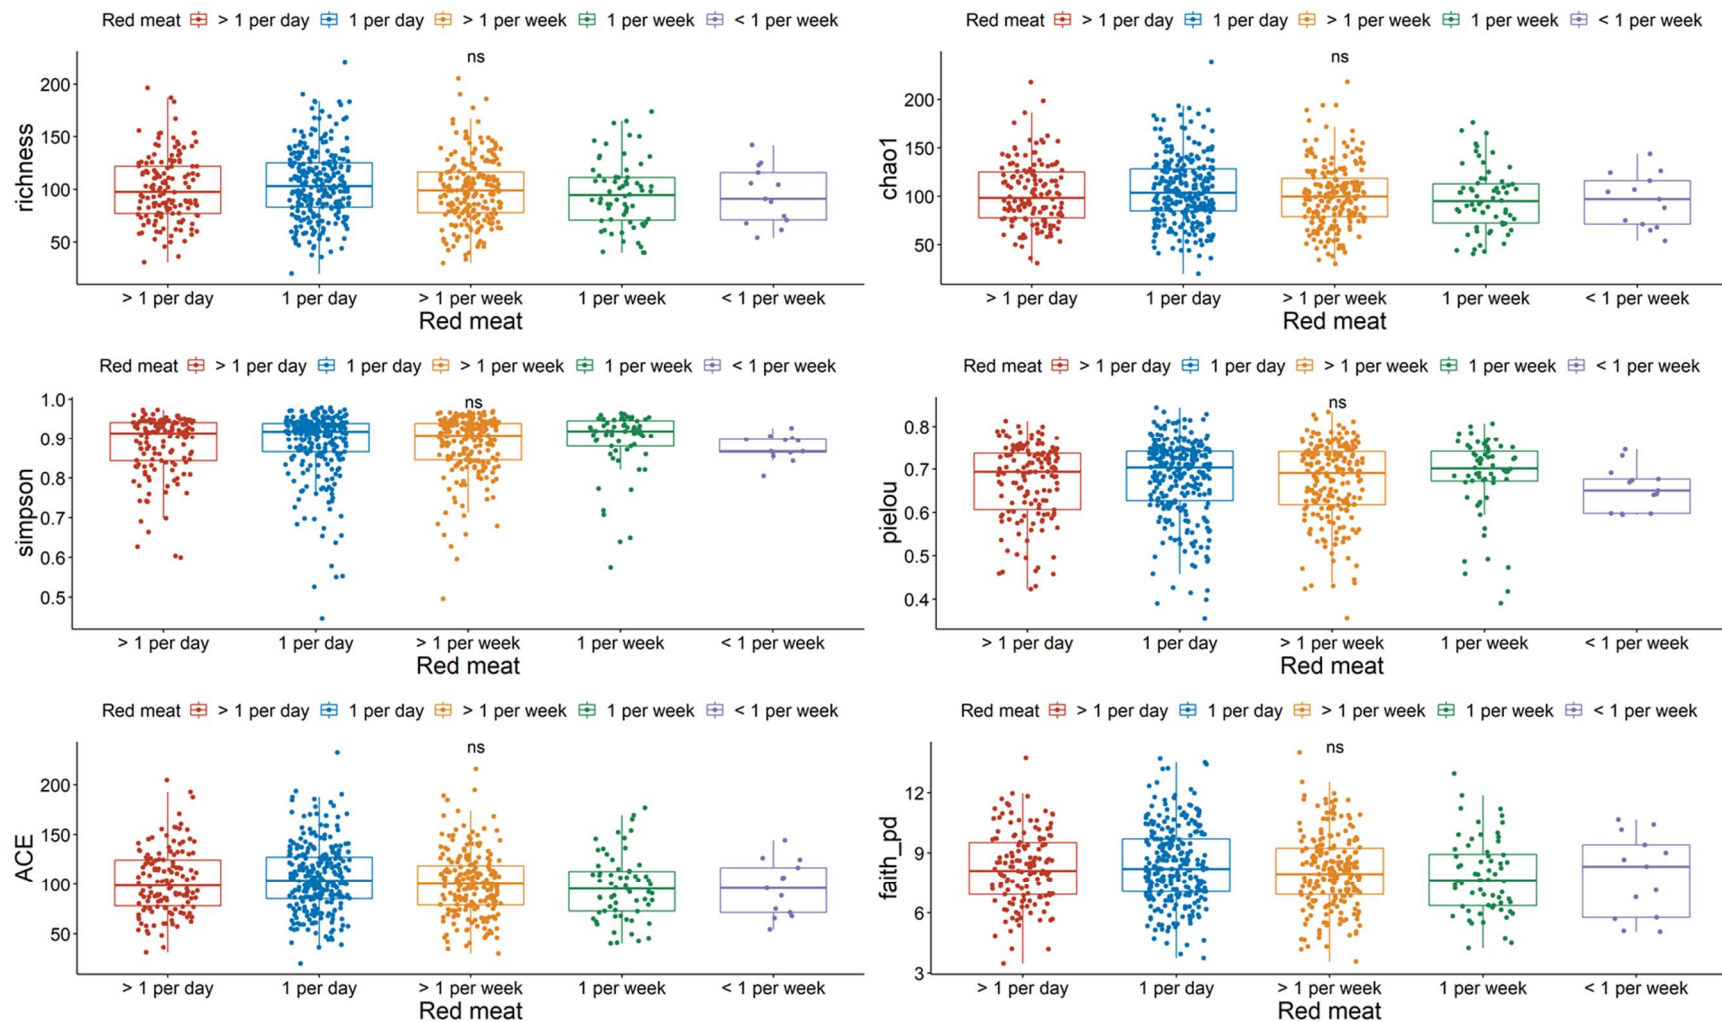 Red meat > 1 per day 1 per day > 1 per week 1 per week < 1 per week
ns
richness
200
150
100
50
> 1 per day 1 per day > 1 per week 1 per week < 1 per week
Red meat
Red meat > 1 per day 1 per day > 1 per week 1 per week < 1 per week
ns
chao1
200
150
100
50
> 1 per day 1 per day > 1 per week 1 per week < 1 per week
Red meat
Red meat > 1 per day 1 per day > 1 per week 1 per week < 1 per week
ns
simpson
1.0
0.9
0.8
0.7
0.6
0.5
> 1 per day 1 per day > 1 per week 1 per week < 1 per week
Red meat
Red meat > 1 per day 1 per day > 1 per week 1 per week < 1 per week
ns
pielou
0.8
0.7
0.6
0.5
0.4
> 1 per day 1 per day > 1 per week 1 per week < 1 per week
Red meat
Red meat > 1 per day 1 per day > 1 per week 1 per week < 1 per week
ns
ACE
200
150
100
50
> 1 per day 1 per day > 1 per week 1 per week < 1 per week
Red meat
Red meat > 1 per day 1 per day > 1 per week 1 per week < 1 per week
ns
faith_pd
12
9
6
3
> 1 per day 1 per day > 1 per week 1 per week < 1 per week
Red meat